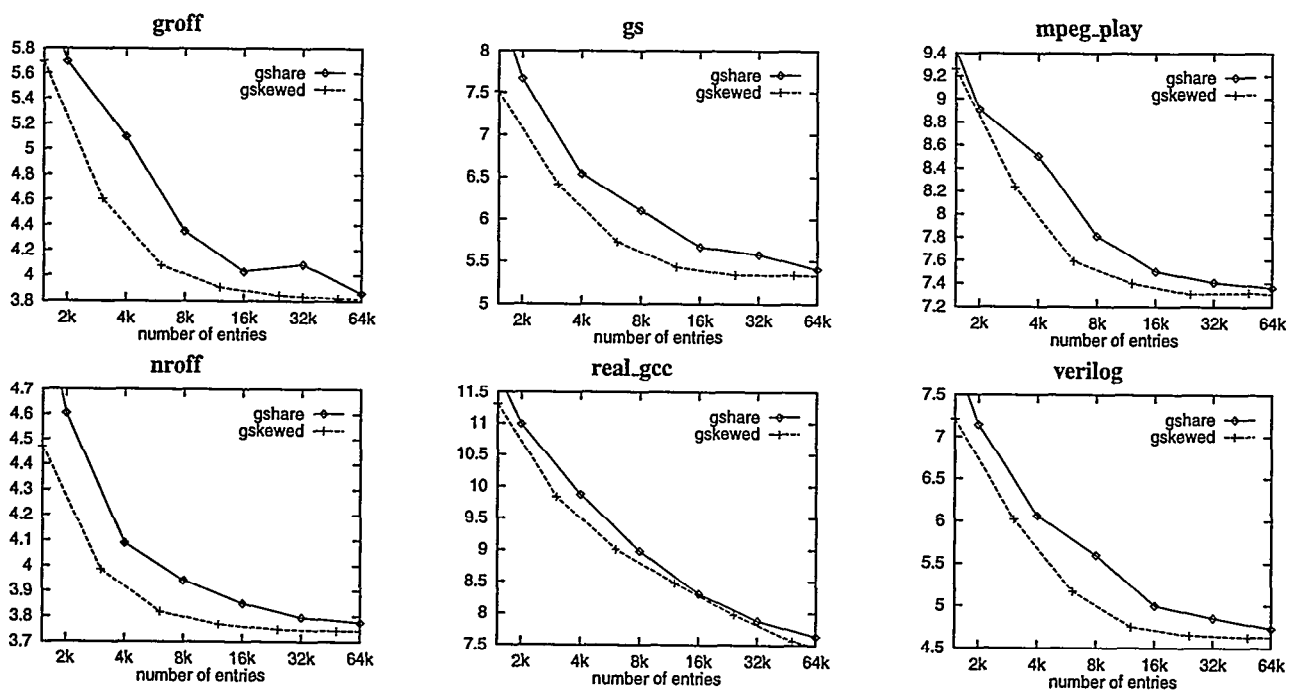 groff
5.8
5.6
5.4
5.2
5
4.8
4.6
4.4
4.2
4
3.8
gshare
gskewed
2k 4k 8k 16k 32k 64k
number of entries
gs
8
7.5
7
6.5
6
5.5
5
gshare
gskewed
2k 4k 8k 16k 32k 64k
number of entries
mpeg_play
9.4
9.2
9
8.8
8.6
8.4
8.2
8
7.8
7.6
7.4
7.2
gshare
gskewed
2k 4k 8k 16k 32k 64k
number of entries
nroff
4.7
4.6
4.5
4.4
4.3
4.2
4.1
4
3.9
3.8
3.7
gshare
gskewed
2k 4k 8k 16k 32k 64k
number of entries
real_gcc
11.5
11
10.5
10
9.5
9
8.5
8
7.5
gshare
gskewed
2k 4k 8k 16k 32k 64k
number of entries
verilog
7.5
7
6.5
6
5.5
5
4.5
gshare
gskewed
2k 4k 8k 16k 32k 64k
number of entries